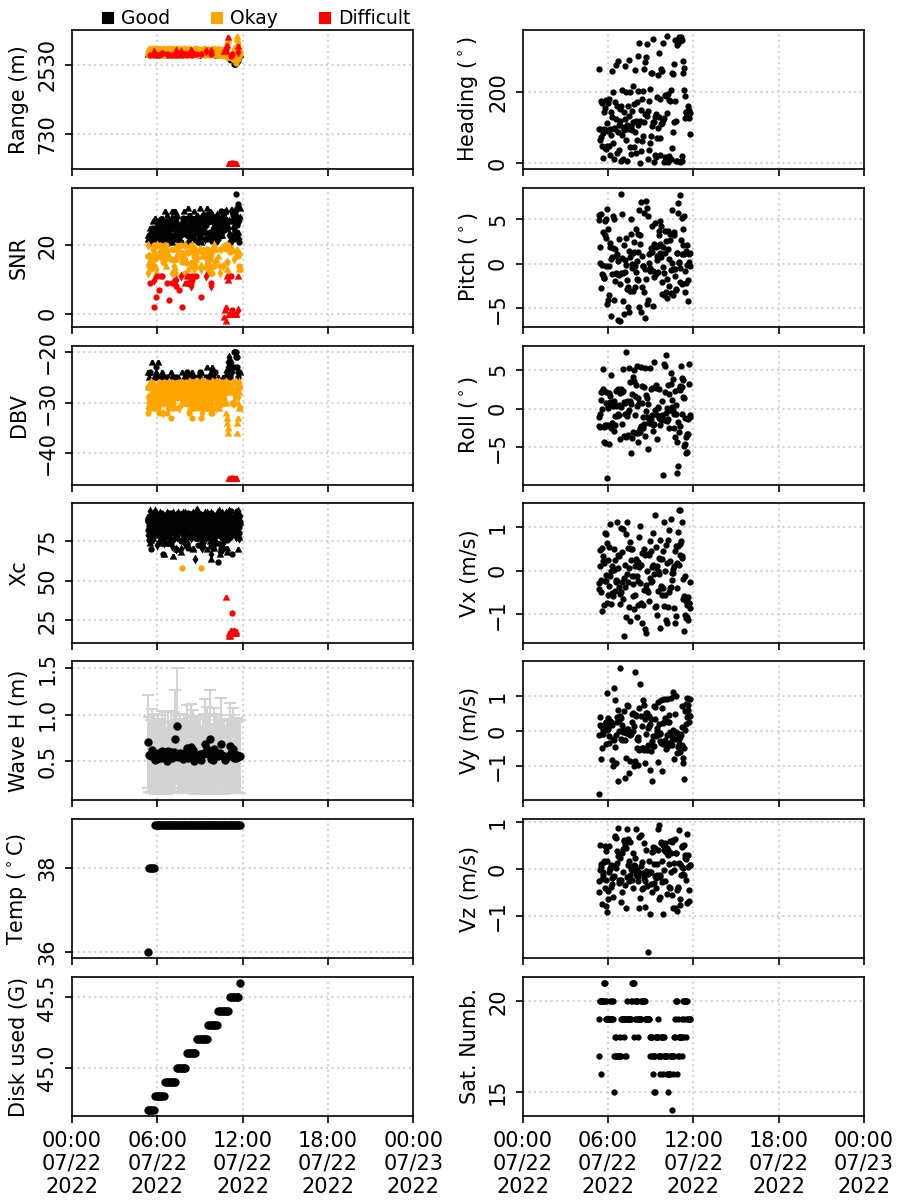 Good Okay Difficult
Range (m)
2530
730
Heading (°)
200
0
SNR
20
0
Pitch (°)
5
0
−5
DBV
−20
−30
−40
Roll (°)
5
0
−5
Xc
75
50
25
Vx (m/s)
1
0
−1
Wave H (m)
1.5
1.0
0.5
Vy (m/s)
1
0
−1
Temp (°C)
38
36
Vz (m/s)
1
0
−1
Disk used (G)
45.5
45.0
Sat. Numb.
20
15
00:00 06:00 12:00 18:00 00:00
07/22 07/22 07/22 07/22 07/23
2022 2022 2022 2022 2022
00:00 06:00 12:00 18:00 00:00
07/22 07/22 07/22 07/22 07/23
2022 2022 2022 2022 2022